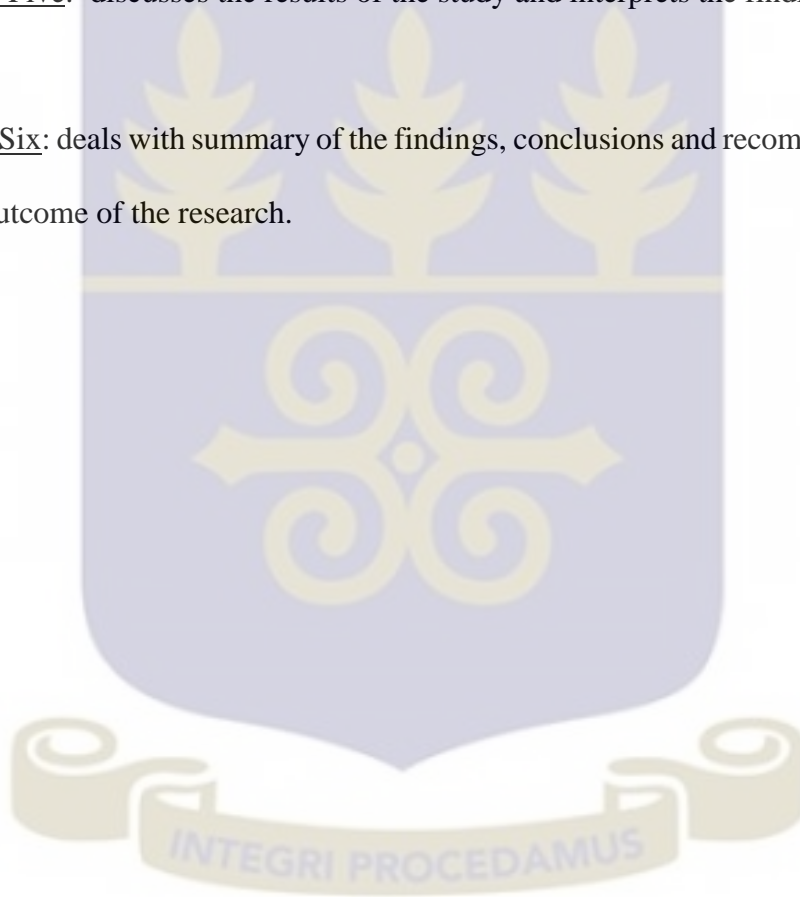 Five: discusses the results of the study and interprets the find
Six: deals with summary of the findings, conclusions and recom
utcome of the research.
INTEGRI PROCEDAMUS